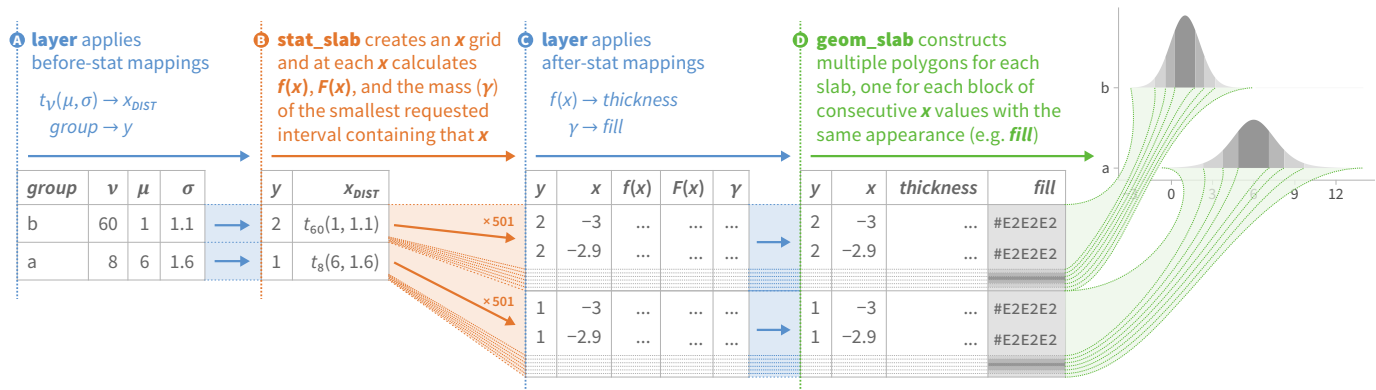 A layer applies
before-stat mappings
tᵥ(μ, σ) → x_DIST
group → y
B stat_slab creates an x grid
and at each x calculates
f(x), F(x), and the mass (γ)
of the smallest requested
interval containing that x
C layer applies
after-stat mappings
f(x) → thickness
γ → fill
D geom_slab constructs
multiple polygons for each
slab, one for each block of
consecutive x values with the
same appearance (e.g. fill)
group ν μ σ
b 60 1 1.1
a 8 6 1.6
y x_DIST
2 t₆₀(1, 1.1)
1 t₈(6, 1.6)
×501
×501
y x f(x) F(x) γ
2 −3 ... ... ...
2 −2.9 ... ... ...
1 −3 ... ... ...
1 −2.9 ... ... ...
y x thickness fill
2 −3 ... #E2E2E2
2 −2.9 ... #E2E2E2
1 −3 ... #E2E2E2
1 −2.9 ... #E2E2E2
b
a
−3 0 3 6 9 12